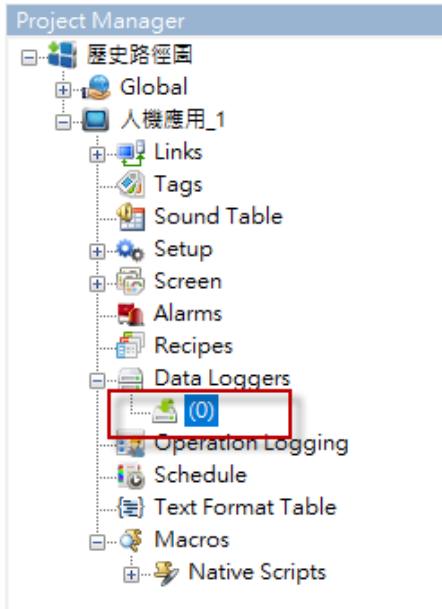 Project Manager
歷史路徑圖
Global
人機應用_1
Links
Tags
Sound Table
Setup
Screen
Alarms
Recipes
Data Loggers
(0)
Operation Logging
Schedule
Text Format Table
Macros
Native Scripts